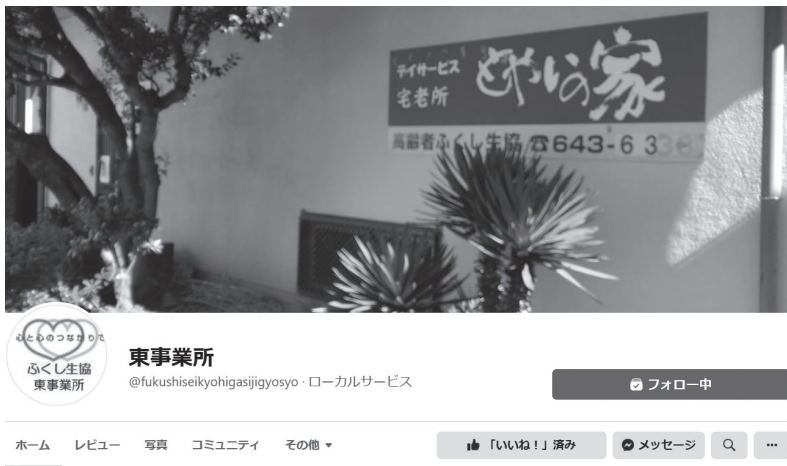 デイサービス
宅老所
どやいの家
高齢者ふくし生協 ☎643-6 33
心と心のつながりで
ふくし生協
東事業所
東事業所
@fukushiseikyohigasijigyosyo · ローカルサービス
フォロー中
ホーム レビュー 写真 コミュニティ その他 ▼
「いいね！」済み メッセージ ...